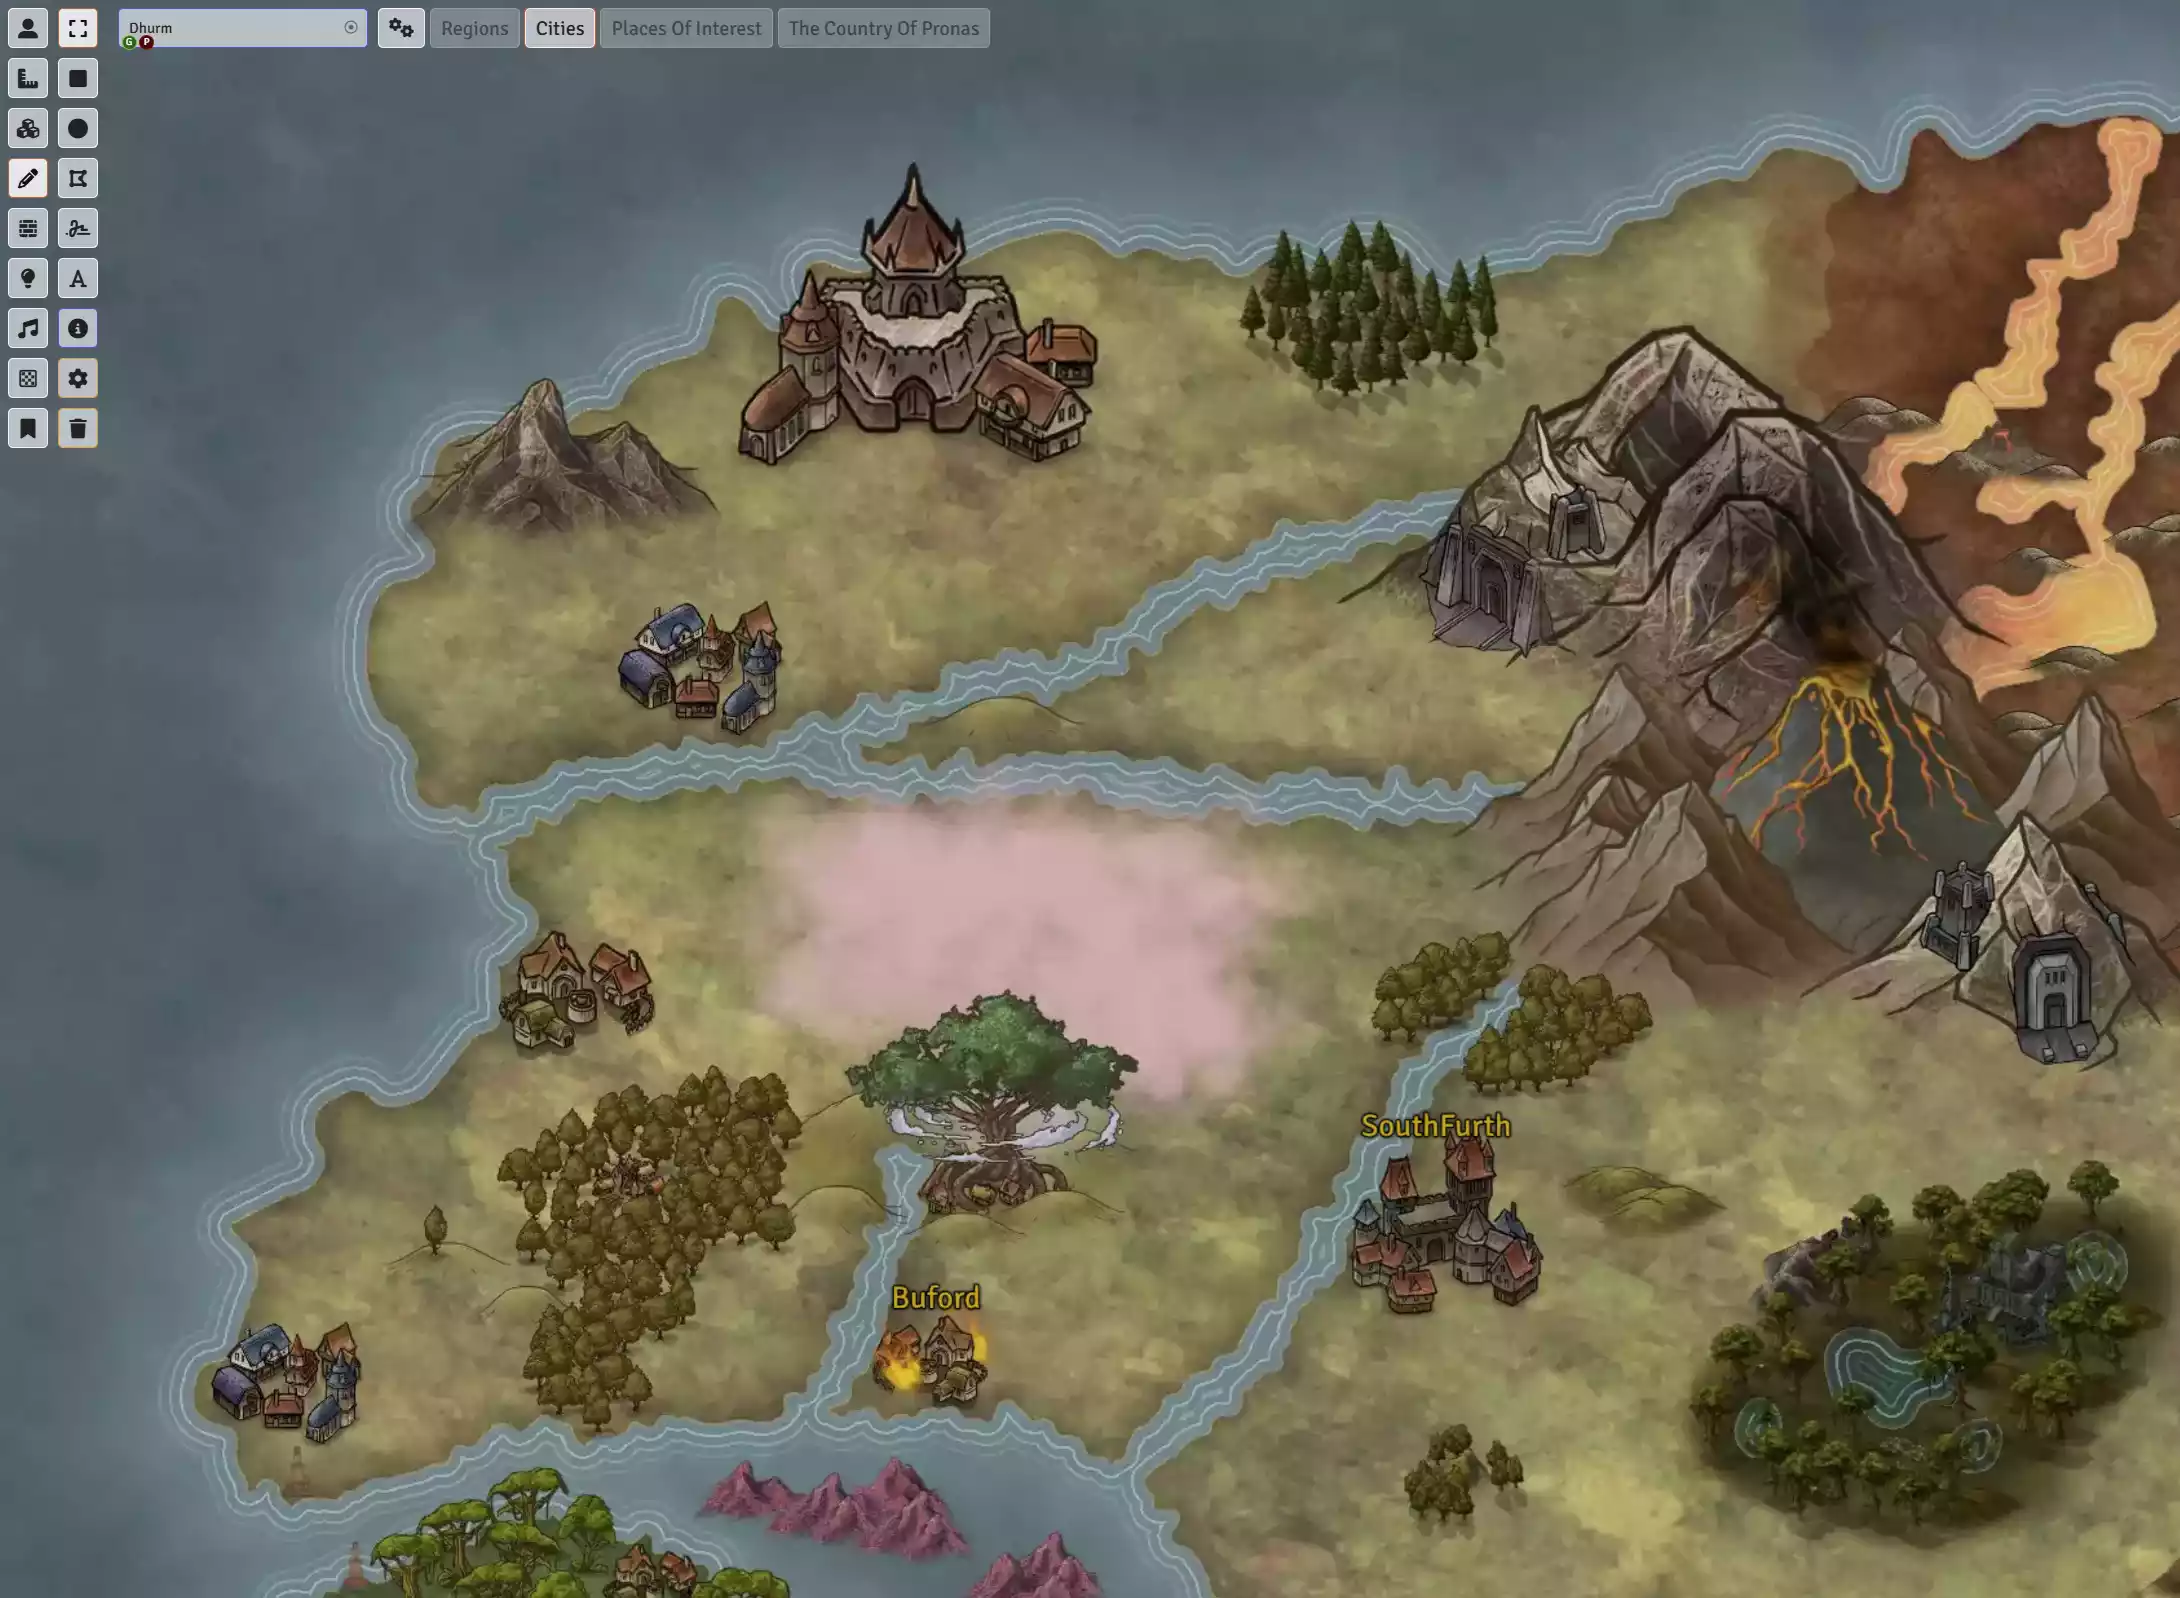 Dhurm
G P
Regions
Cities
Places Of Interest
The Country Of Pronas
SouthFurth
Buford